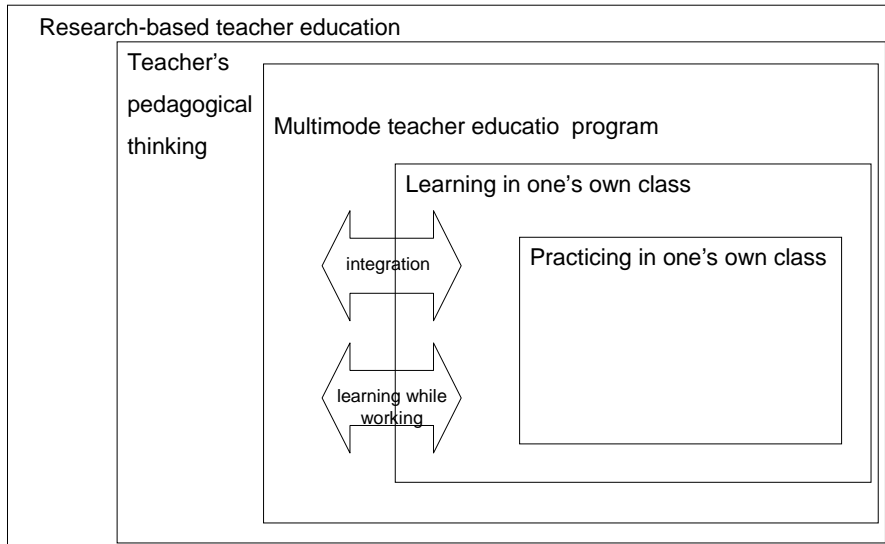 Research-based teacher education
Teacher's
pedagogical
thinking
Multimode teacher educatio program
Learning in one's own class
integration
Practicing in one's own class
learning while
working